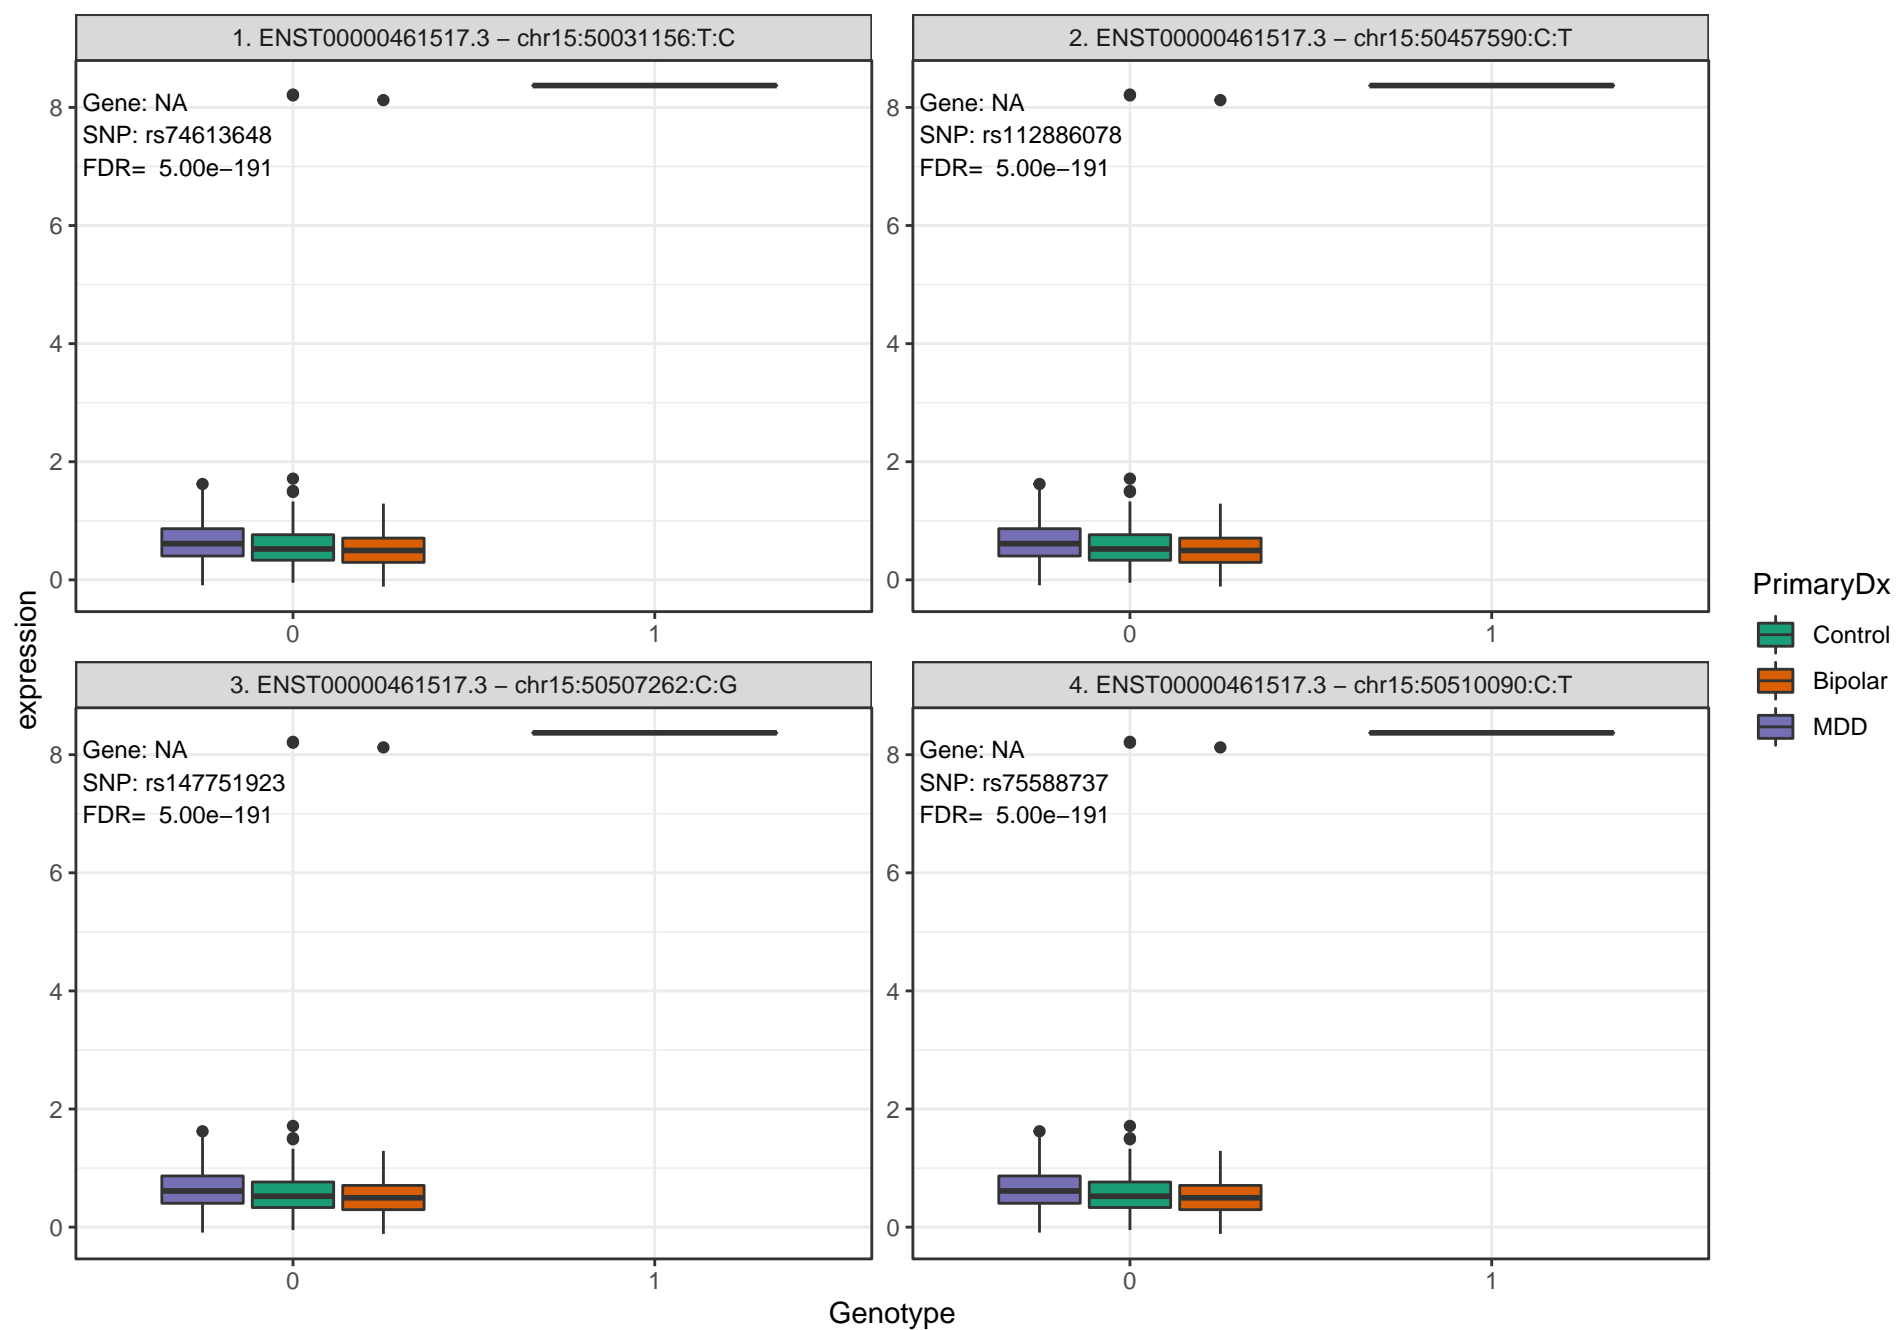 1. ENST00000461517.3 – chr15:50031156:T:C
Gene: NA
SNP: rs74613648
FDR=  5.00e−191
8
6
4
2
0
0
1
2. ENST00000461517.3 – chr15:50457590:C:T
Gene: NA
SNP: rs112886078
FDR=  5.00e−191
8
6
4
2
0
0
1
3. ENST00000461517.3 – chr15:50507262:C:G
Gene: NA
SNP: rs147751923
FDR=  5.00e−191
8
6
4
2
0
0
1
4. ENST00000461517.3 – chr15:50510090:C:T
Gene: NA
SNP: rs75588737
FDR=  5.00e−191
8
6
4
2
0
0
1
expression
Genotype
PrimaryDx
Control
Bipolar
MDD